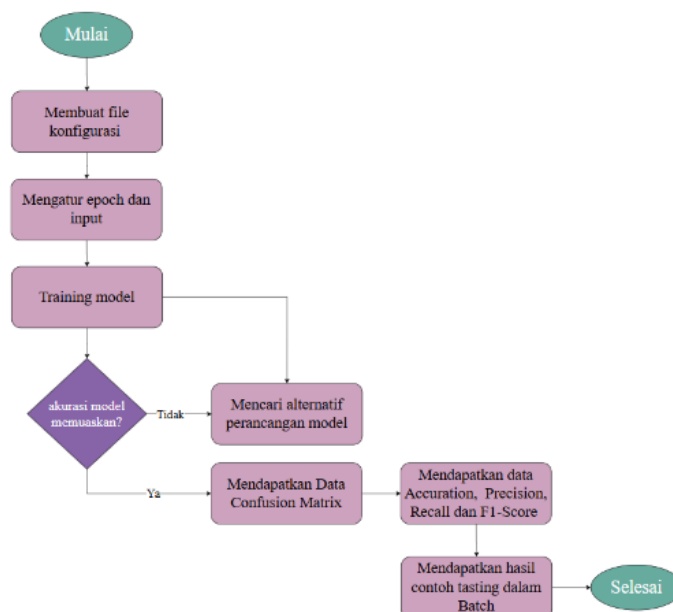 Mulai
Membuat file
konfigurasi
Mengatur epoch dan
input
Training model
akurasi model
memuaskan?
Tidak
Mencari alternatif
perancangan model
Ya
Mendapatkan Data
Confusion Matrix
Mendapatkan data
Accuration, Precision,
Recall dan F1-Score
Mendapatkan hasil
contoh tasting dalam
Batch
Selesai